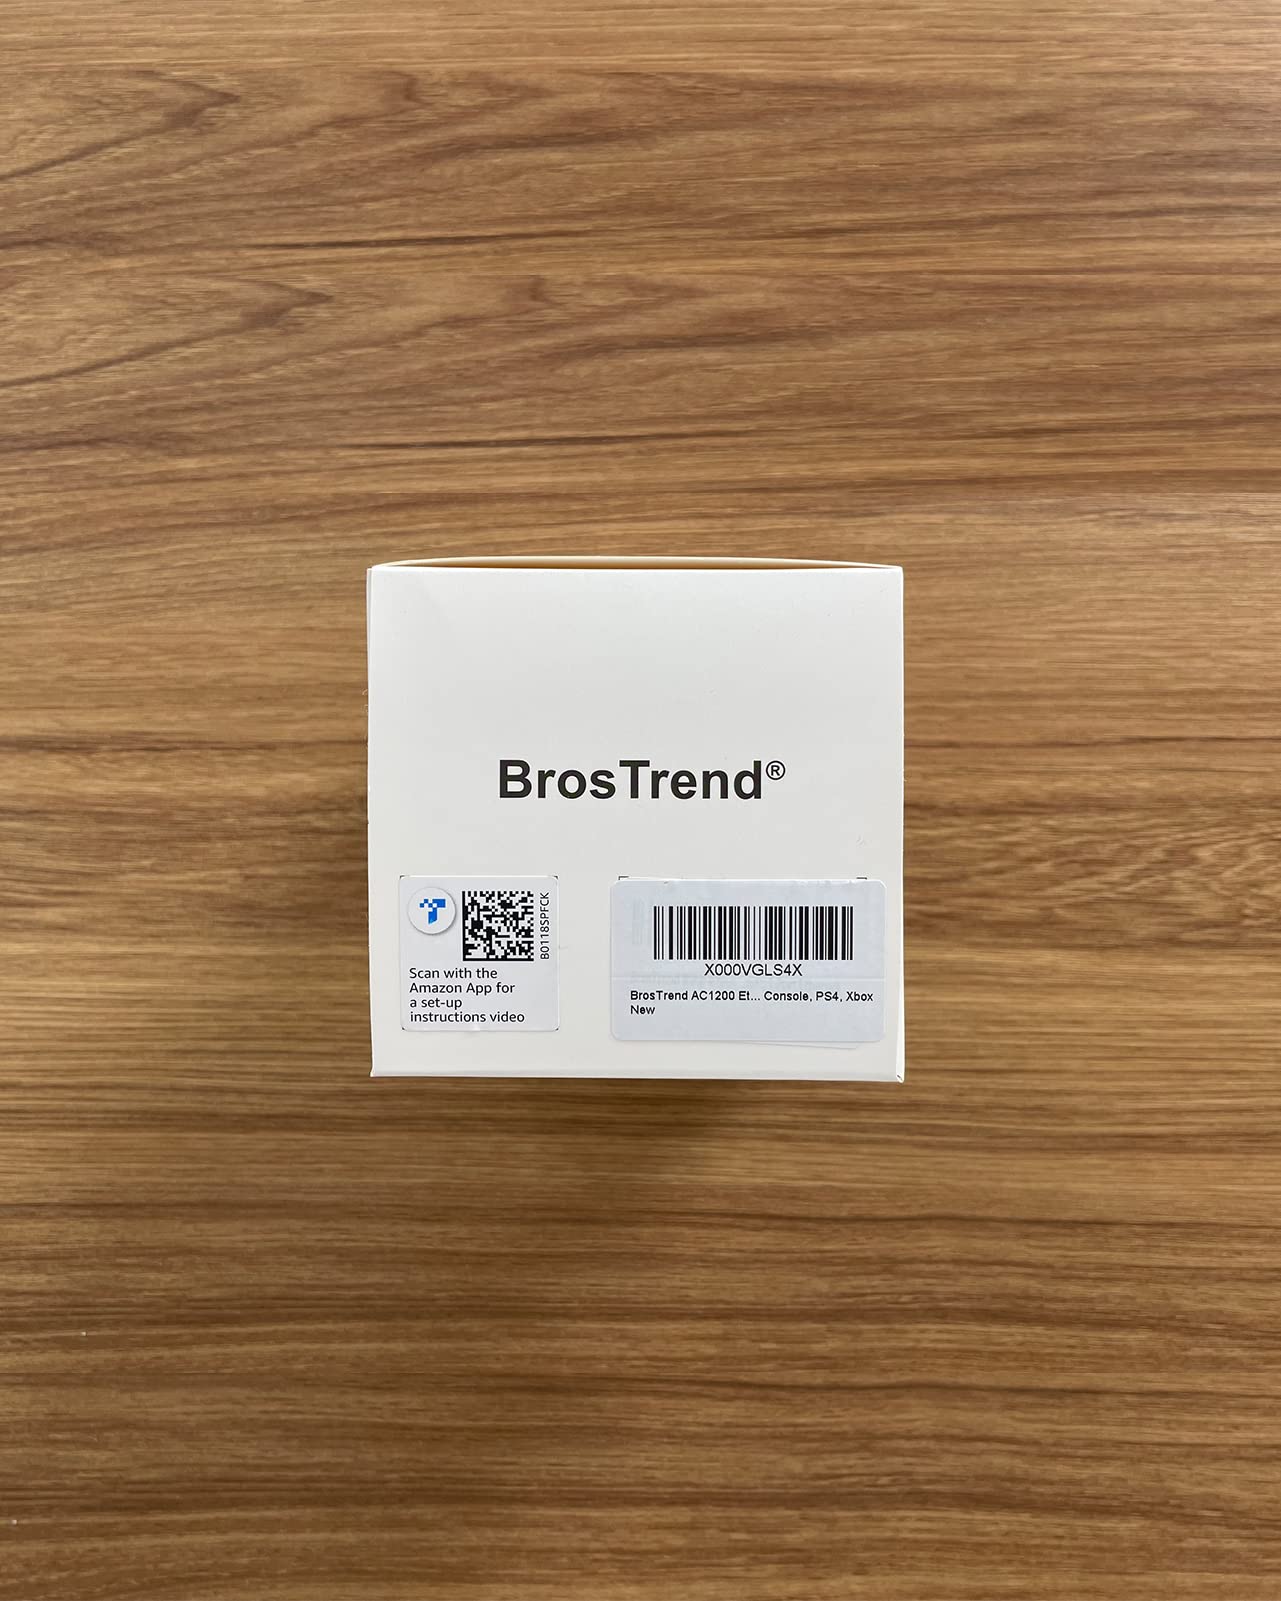 BrosTrend®
B0118SPFCK
Scan with the
Amazon App for
a set-up
instructions video
X000VGLS4X
BrosTrend AC1200 Et... Console, PS4, Xbox
New